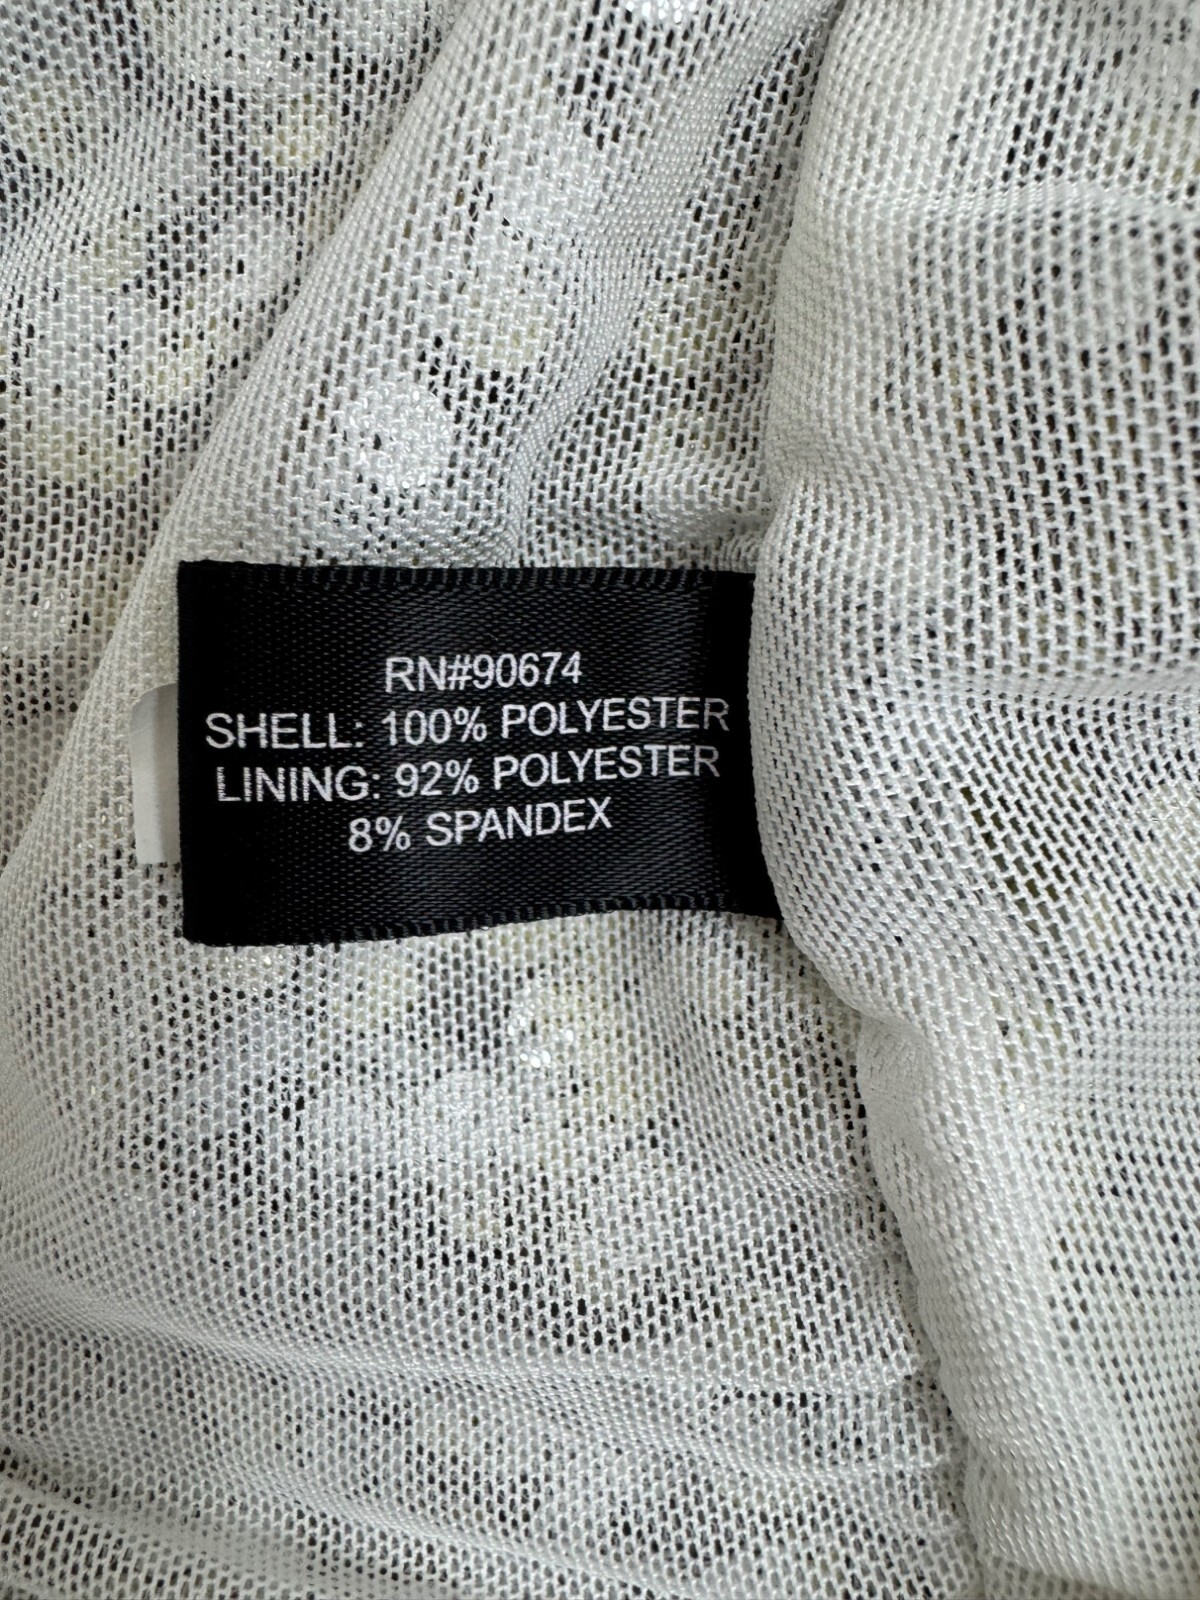 RN#90674
SHELL: 100% POLYESTER
LINING: 92% POLYESTER
8% SPANDEX